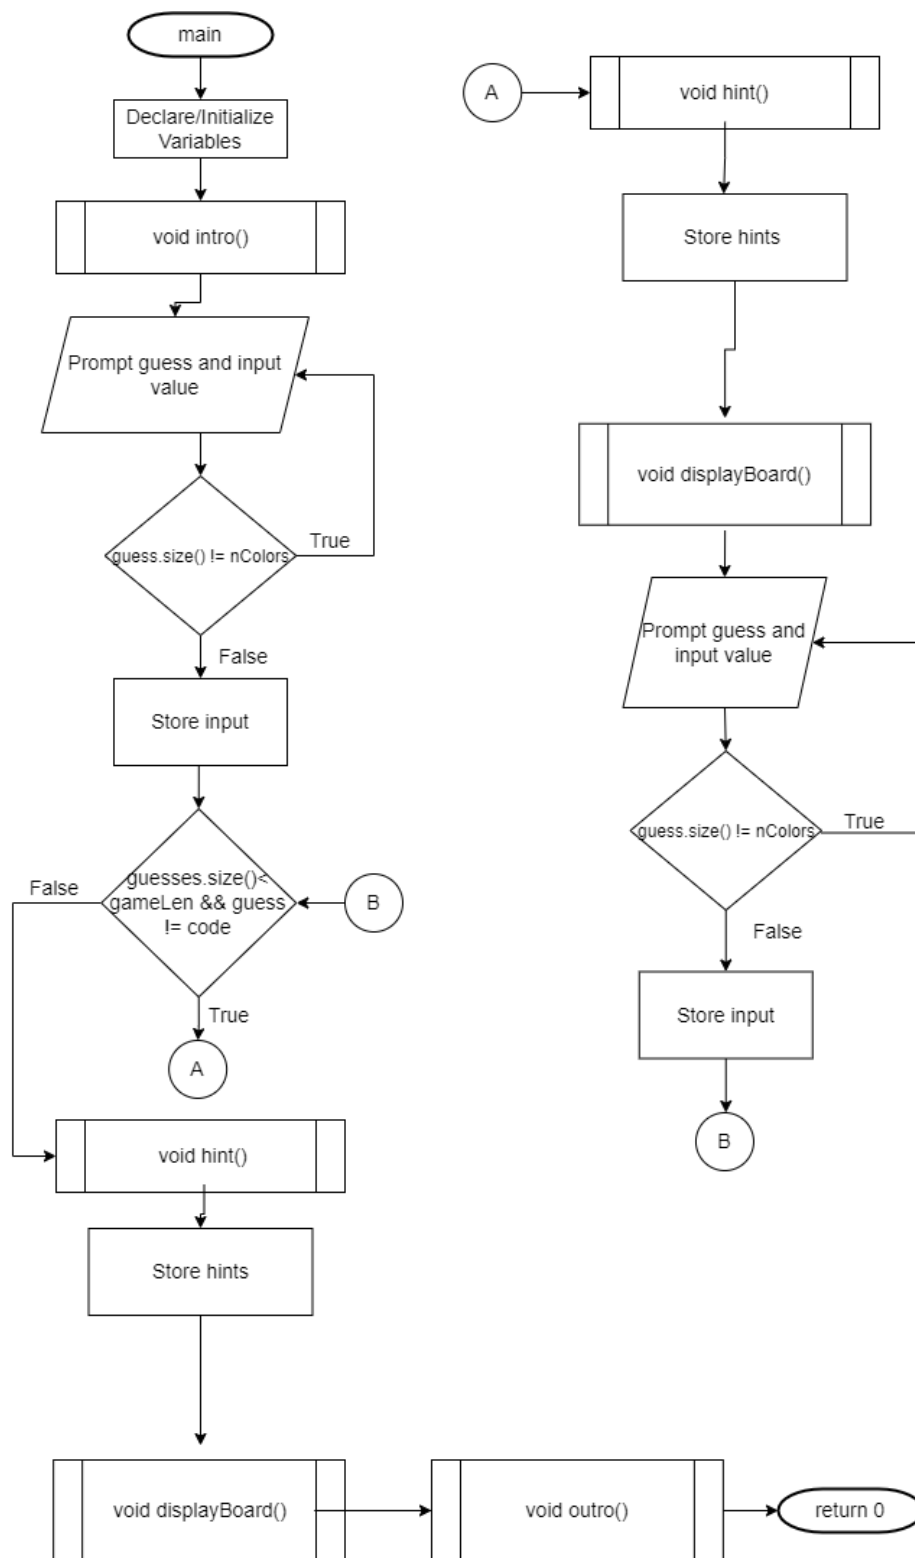 main
Declare/Initialize
Variables
void intro()
Prompt guess and input
value
guess.size() != nColors
True
False
Store input
guesses.size()<
gameLen && guess
!= code
B
False
True
A
void hint()
Store hints
void displayBoard()
void outro()
return 0
A
void hint()
Store hints
void displayBoard()
Prompt guess and
input value
guess.size() != nColors
True
False
Store input
B